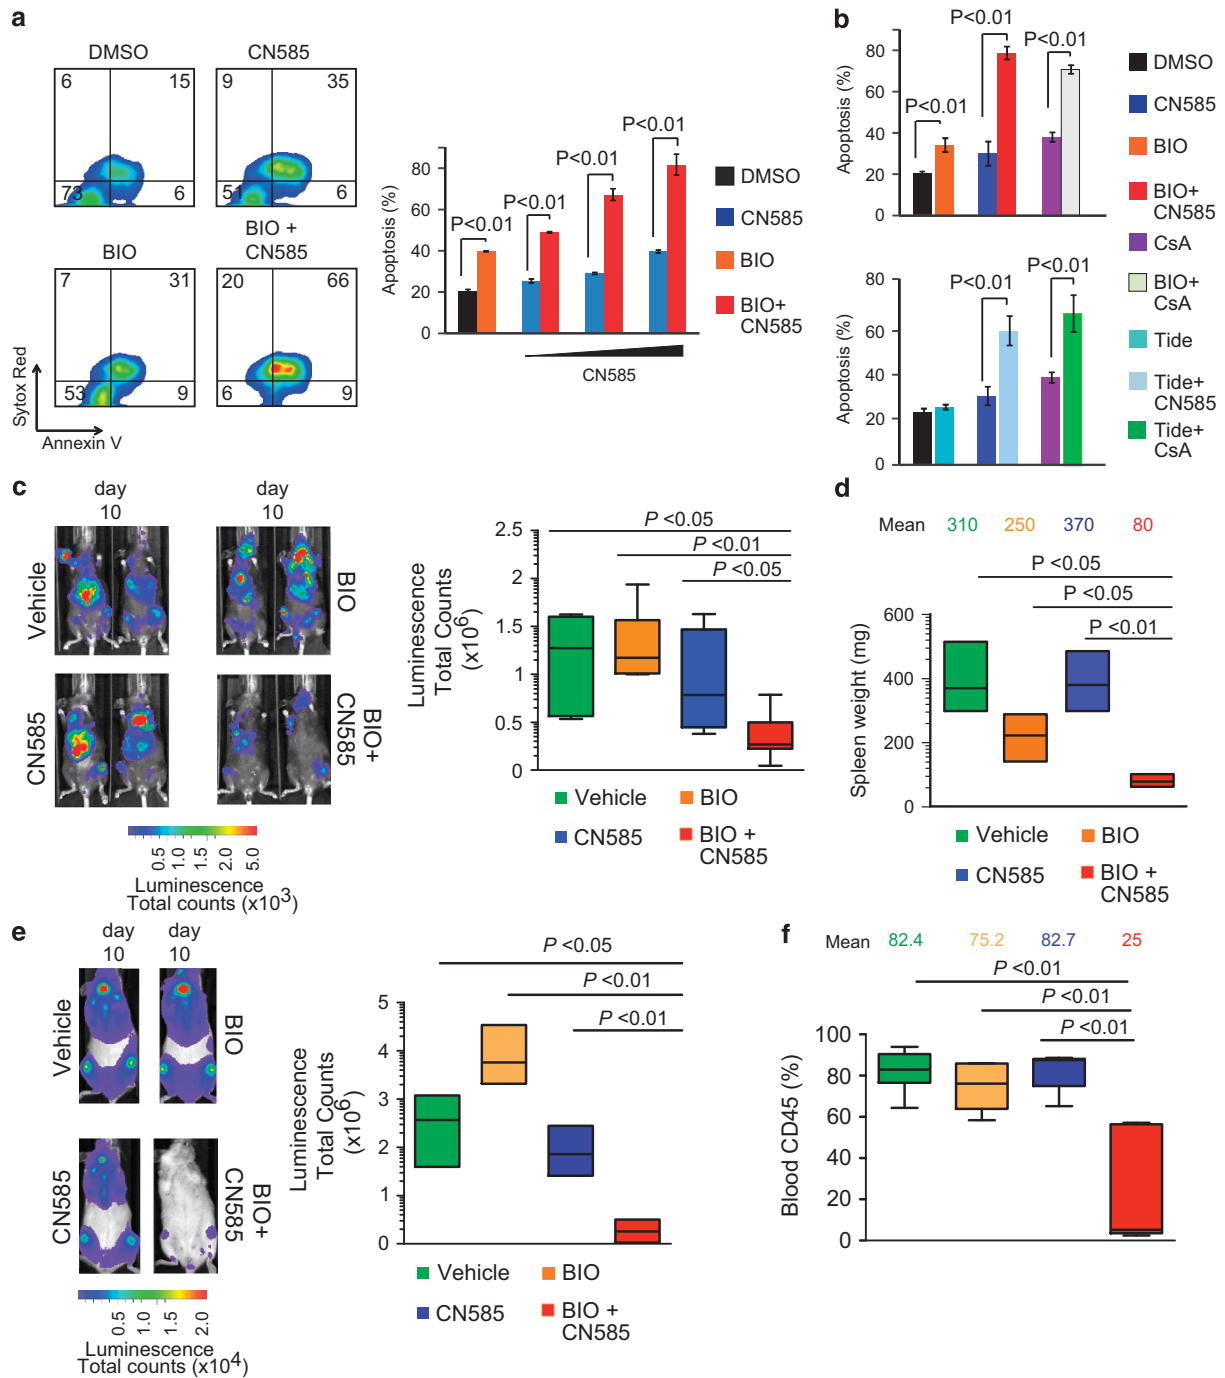 a
DMSO
CN585
6
15
9
35
73
6
51
6
BIO
BIO +
CN585
7
31
20
66
53
9
6
9
Sytox Red
Annexin V
Apoptosis (%)
80
60
40
20
0
P<0.01
P<0.01
P<0.01
P<0.01
CN585
DMSO
CN585
BIO
BIO+
CN585
b
Apoptosis (%)
80
60
40
20
0
P<0.01
P<0.01
P<0.01
Apoptosis (%)
80
60
40
20
0
P<0.01
P<0.01
DMSO
CN585
BIO
BIO+
CN585
CsA
BIO+
CsA
Tide
Tide+
CN585
Tide+
CsA
c
day
10
day
10
Vehicle
BIO
CN585
BIO+
CN585
0.5
1.0
1.5
2.0
5.0
Luminescence
Total counts (x103)
Luminescence
Total Counts
(x106)
2.5
2
1.5
1
0.5
0
P <0.05
P <0.01
P <0.05
Vehicle
BIO
CN585
BIO +
CN585
d
Mean 310 250 370 80
P <0.05
P <0.05
P <0.01
Spleen weight (mg)
600
400
200
0
Vehicle
BIO
CN585
BIO +
CN585
e
day
10
day
10
Vehicle
BIO
CN585
BIO+
CN585
0.5
1.0
1.5
2.0
Luminescence
Total counts (x104)
Luminescence
Total Counts
(x106)
5
4
3
2
1
0
P <0.05
P <0.01
P <0.01
Vehicle
BIO
CN585
BIO +
CN585
f
Mean 82.4 75.2 82.7 25
P <0.01
P <0.01
P <0.01
Blood CD45 (%)
100
80
60
40
20
0